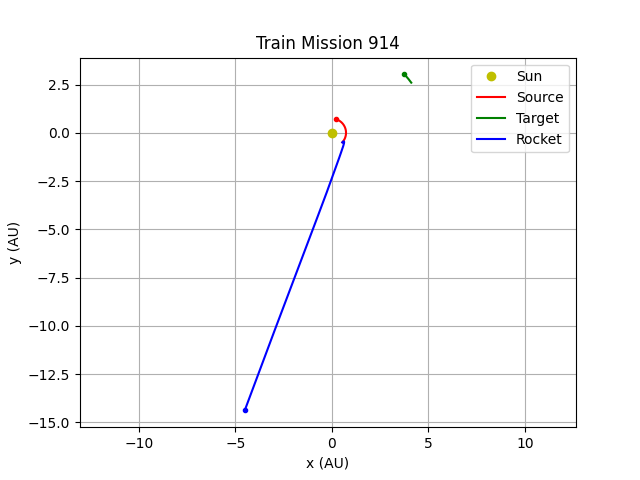 Train Mission 914
Sun
Source
Target
Rocket
2.5
0.0
−2.5
−5.0
−7.5
−10.0
−12.5
−15.0
y (AU)
−10
−5
0
5
10
x (AU)